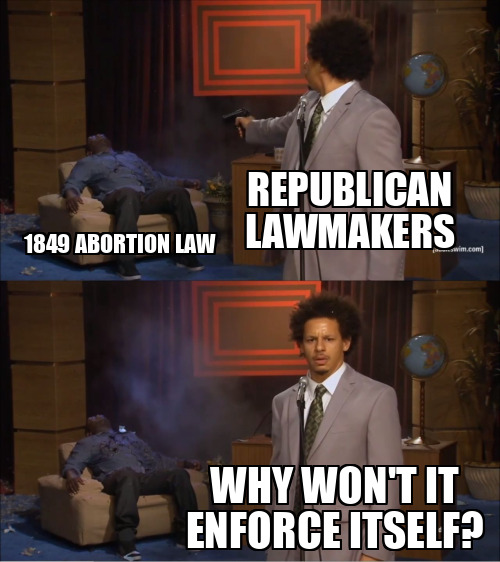 REPUBLICAN
LAWMAKERS
1849 ABORTION LAW
WHY WON'T IT
ENFORCE ITSELF?